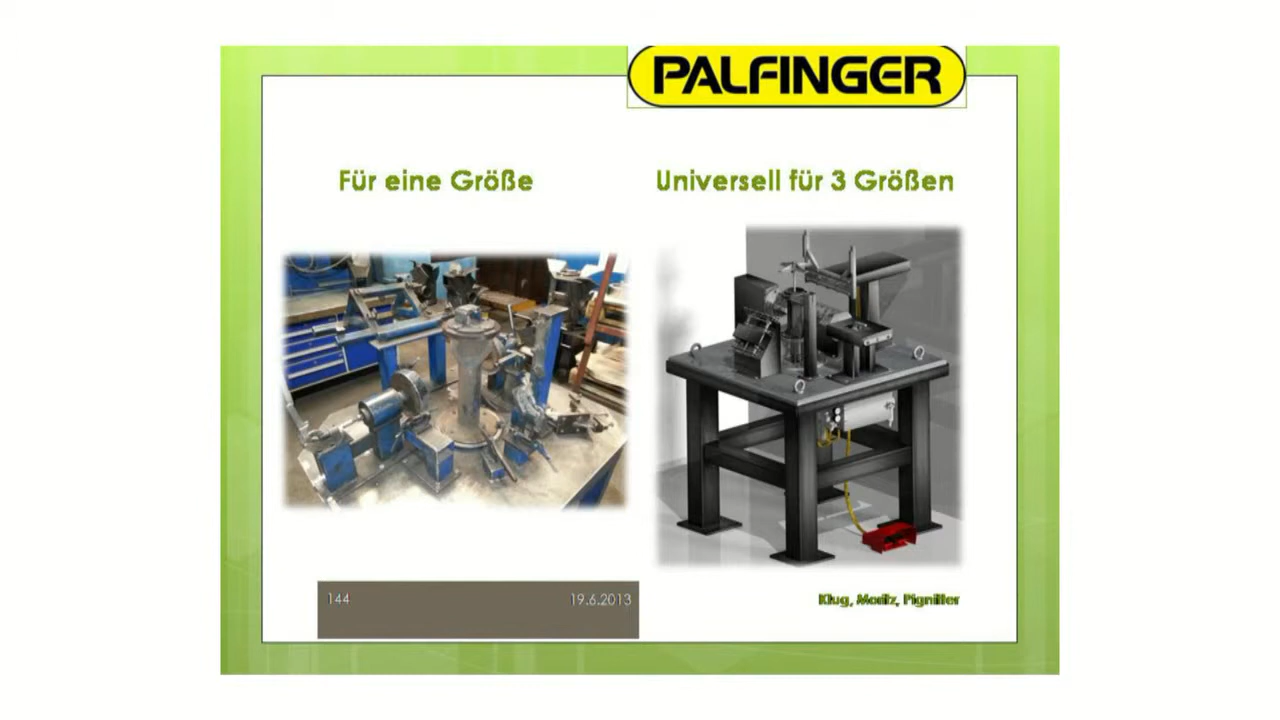 PALFINGER
Für eine Größe
Universell für 3 Größen
144
19.6.2013
Klug, Moritz, Pignitter